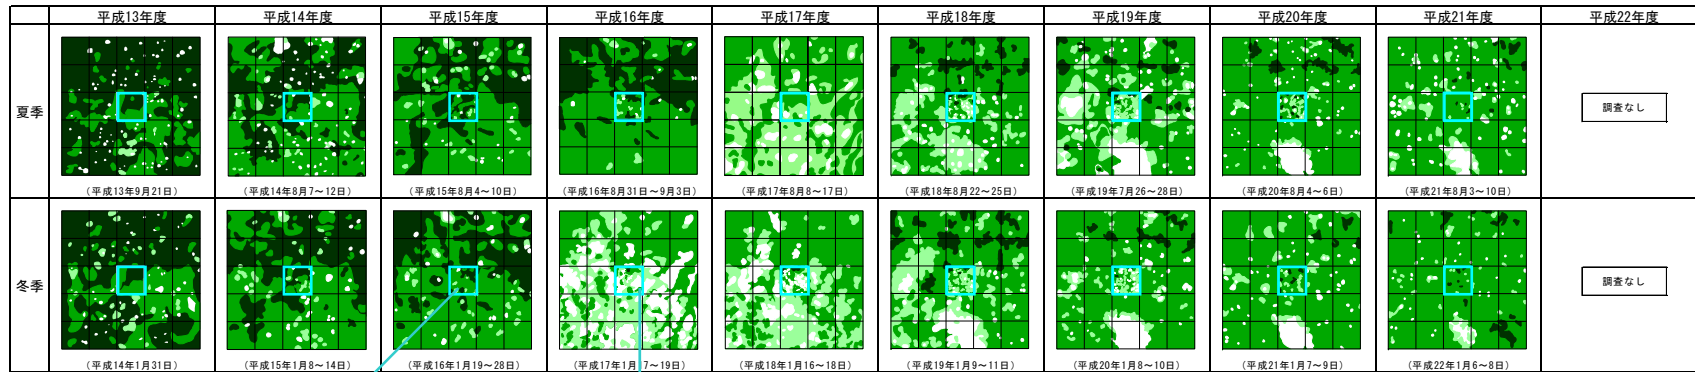 平成13年度 平成14年度 平成15年度 平成16年度 平成17年度 平成18年度 平成19年度 平成20年度 平成21年度 平成22年度
夏季
調査なし
(平成13年9月21日) (平成14年8月7~12日) (平成15年8月4~10日) (平成16年8月31日~9月3日) (平成17年8月8~17日) (平成18年8月22~25日) (平成19年7月26~28日) (平成20年8月4~6日) (平成21年8月3~10日)
冬季
調査なし
(平成14年1月31日) (平成15年1月8~14日) (平成16年1月19~28日) (平成17年1月 7~19日) (平成18年1月16~18日) (平成19年1月9~11日) (平成20年1月8~10日) (平成21年1月7~9日) (平成22年1月6~8日)